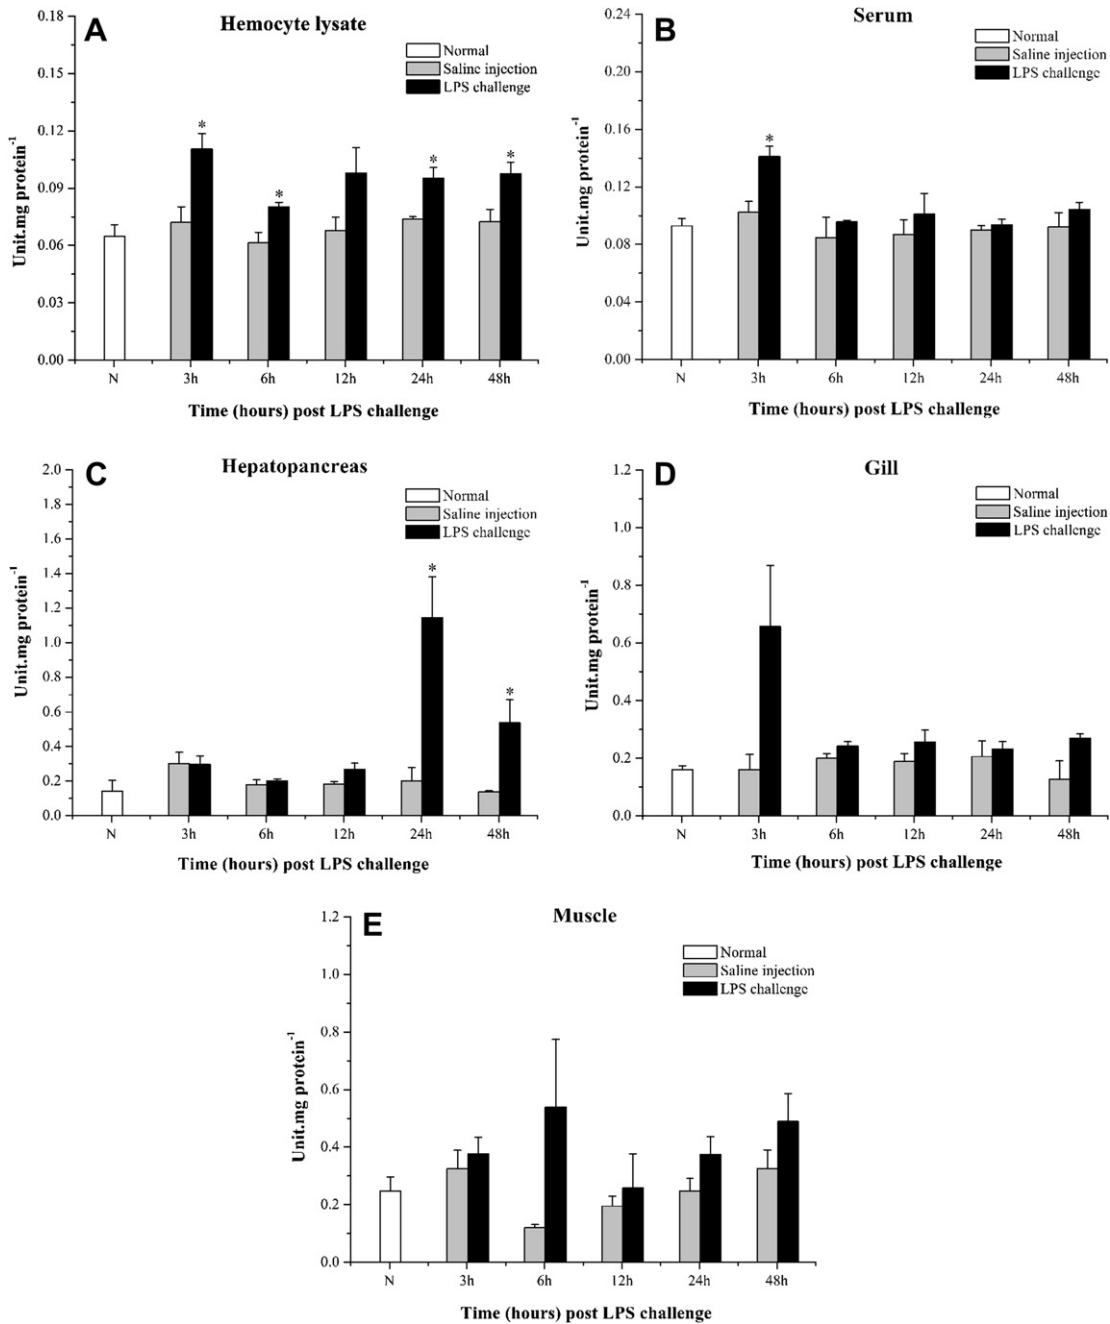 A
Hemocyte lysate
Normal
Saline injection
LPS challenge
0.18
0.15
0.12
0.09
0.06
0.03
0.00
Unit.mg protein⁻¹
* * * *
N 3h 6h 12h 24h 48h
Time (hours) post LPS challenge
B
Serum
Normal
Saline injection
LPS challenge
0.24
0.20
0.16
0.12
0.08
0.04
0.00
Unit.mg protein⁻¹
*
N 3h 6h 12h 24h 48h
Time (hours) post LPS challenge
C
Hepatopancreas
Normal
Saline injection
LPS challenge
2.0
1.8
1.6
1.4
1.2
1.0
0.8
0.6
0.4
0.2
0.0
Unit.mg protein⁻¹
* *
N 3h 6h 12h 24h 48h
Time (hours) post LPS challenge
D
Gill
Normal
Saline injection
LPS challenge
1.2
1.0
0.8
0.6
0.4
0.2
0.0
Unit.mg protein⁻¹
N 3h 6h 12h 24h 48h
Time (hours) post LPS challenge
E
Muscle
Normal
Saline injection
LPS challenge
1.2
1.0
0.8
0.6
0.4
0.2
0.0
Unit.mg protein⁻¹
N 3h 6h 12h 24h 48h
Time (hours) post LPS challenge